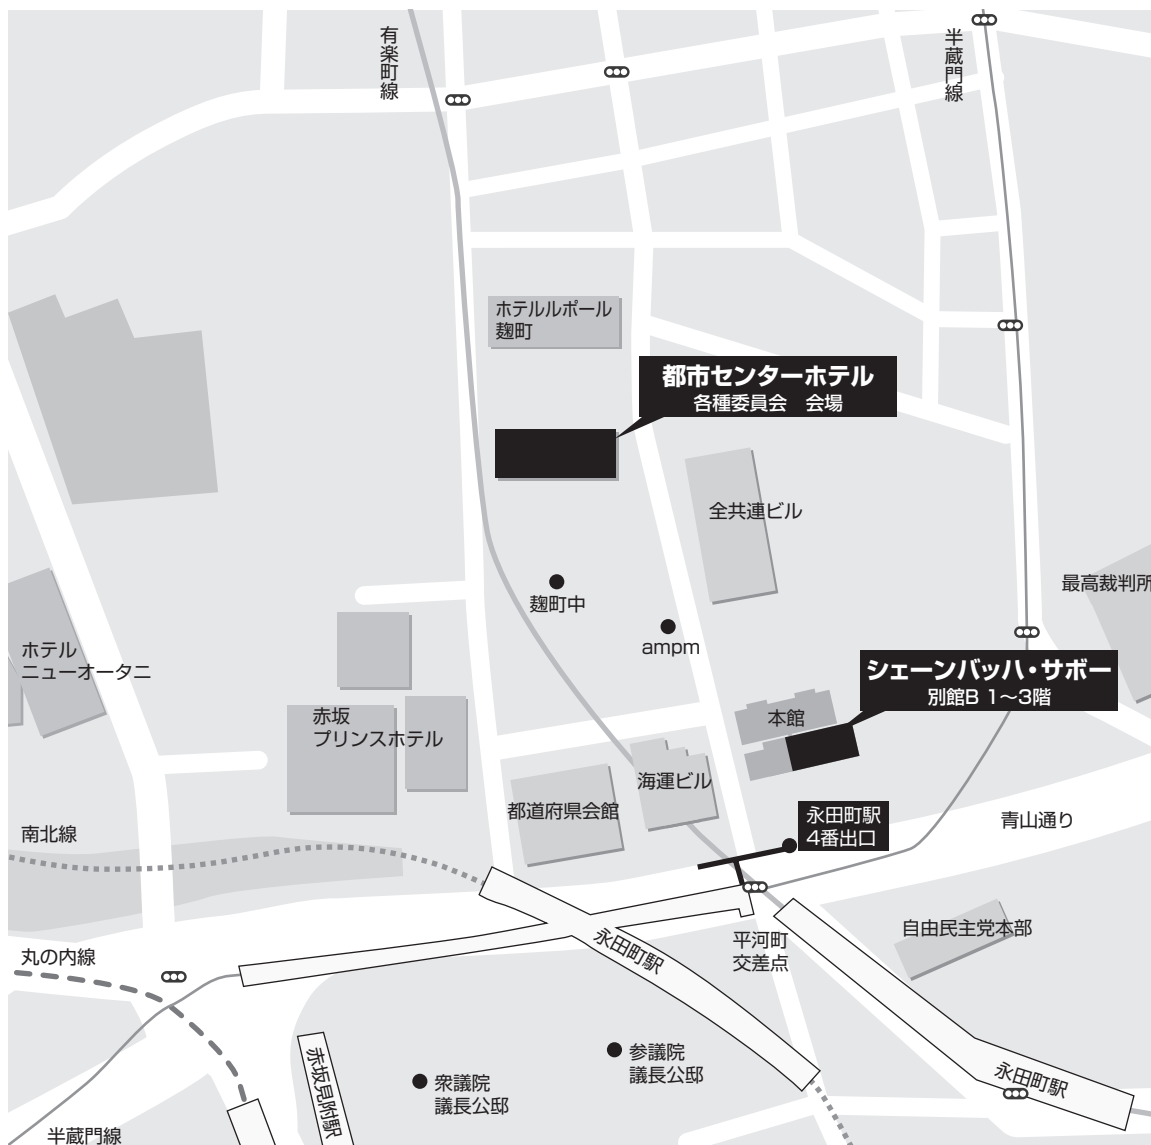 有楽町線
半蔵門線
ホテルルポール
麹町
都市センターホテル
各種委員会　会場
全共連ビル
最高裁判所
麹町中
ampm
ホテル
ニューオータニ
シェーンバッハ・サボー
別館B 1〜3階
本館
赤坂
プリンスホテル
海運ビル
都道府県会館
永田町駅
4番出口
青山通り
南北線
自由民主党本部
平河町
交差点
永田町駅
丸の内線
参議院
議長公邸
衆議院
議長公邸
赤坂見附駅
永田町駅
半蔵門線